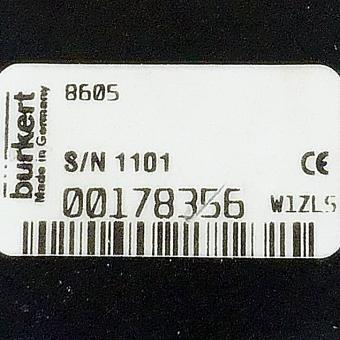 8605
burkert
Made in Germany
S/N 1101
CE
00178356
W1ZLS